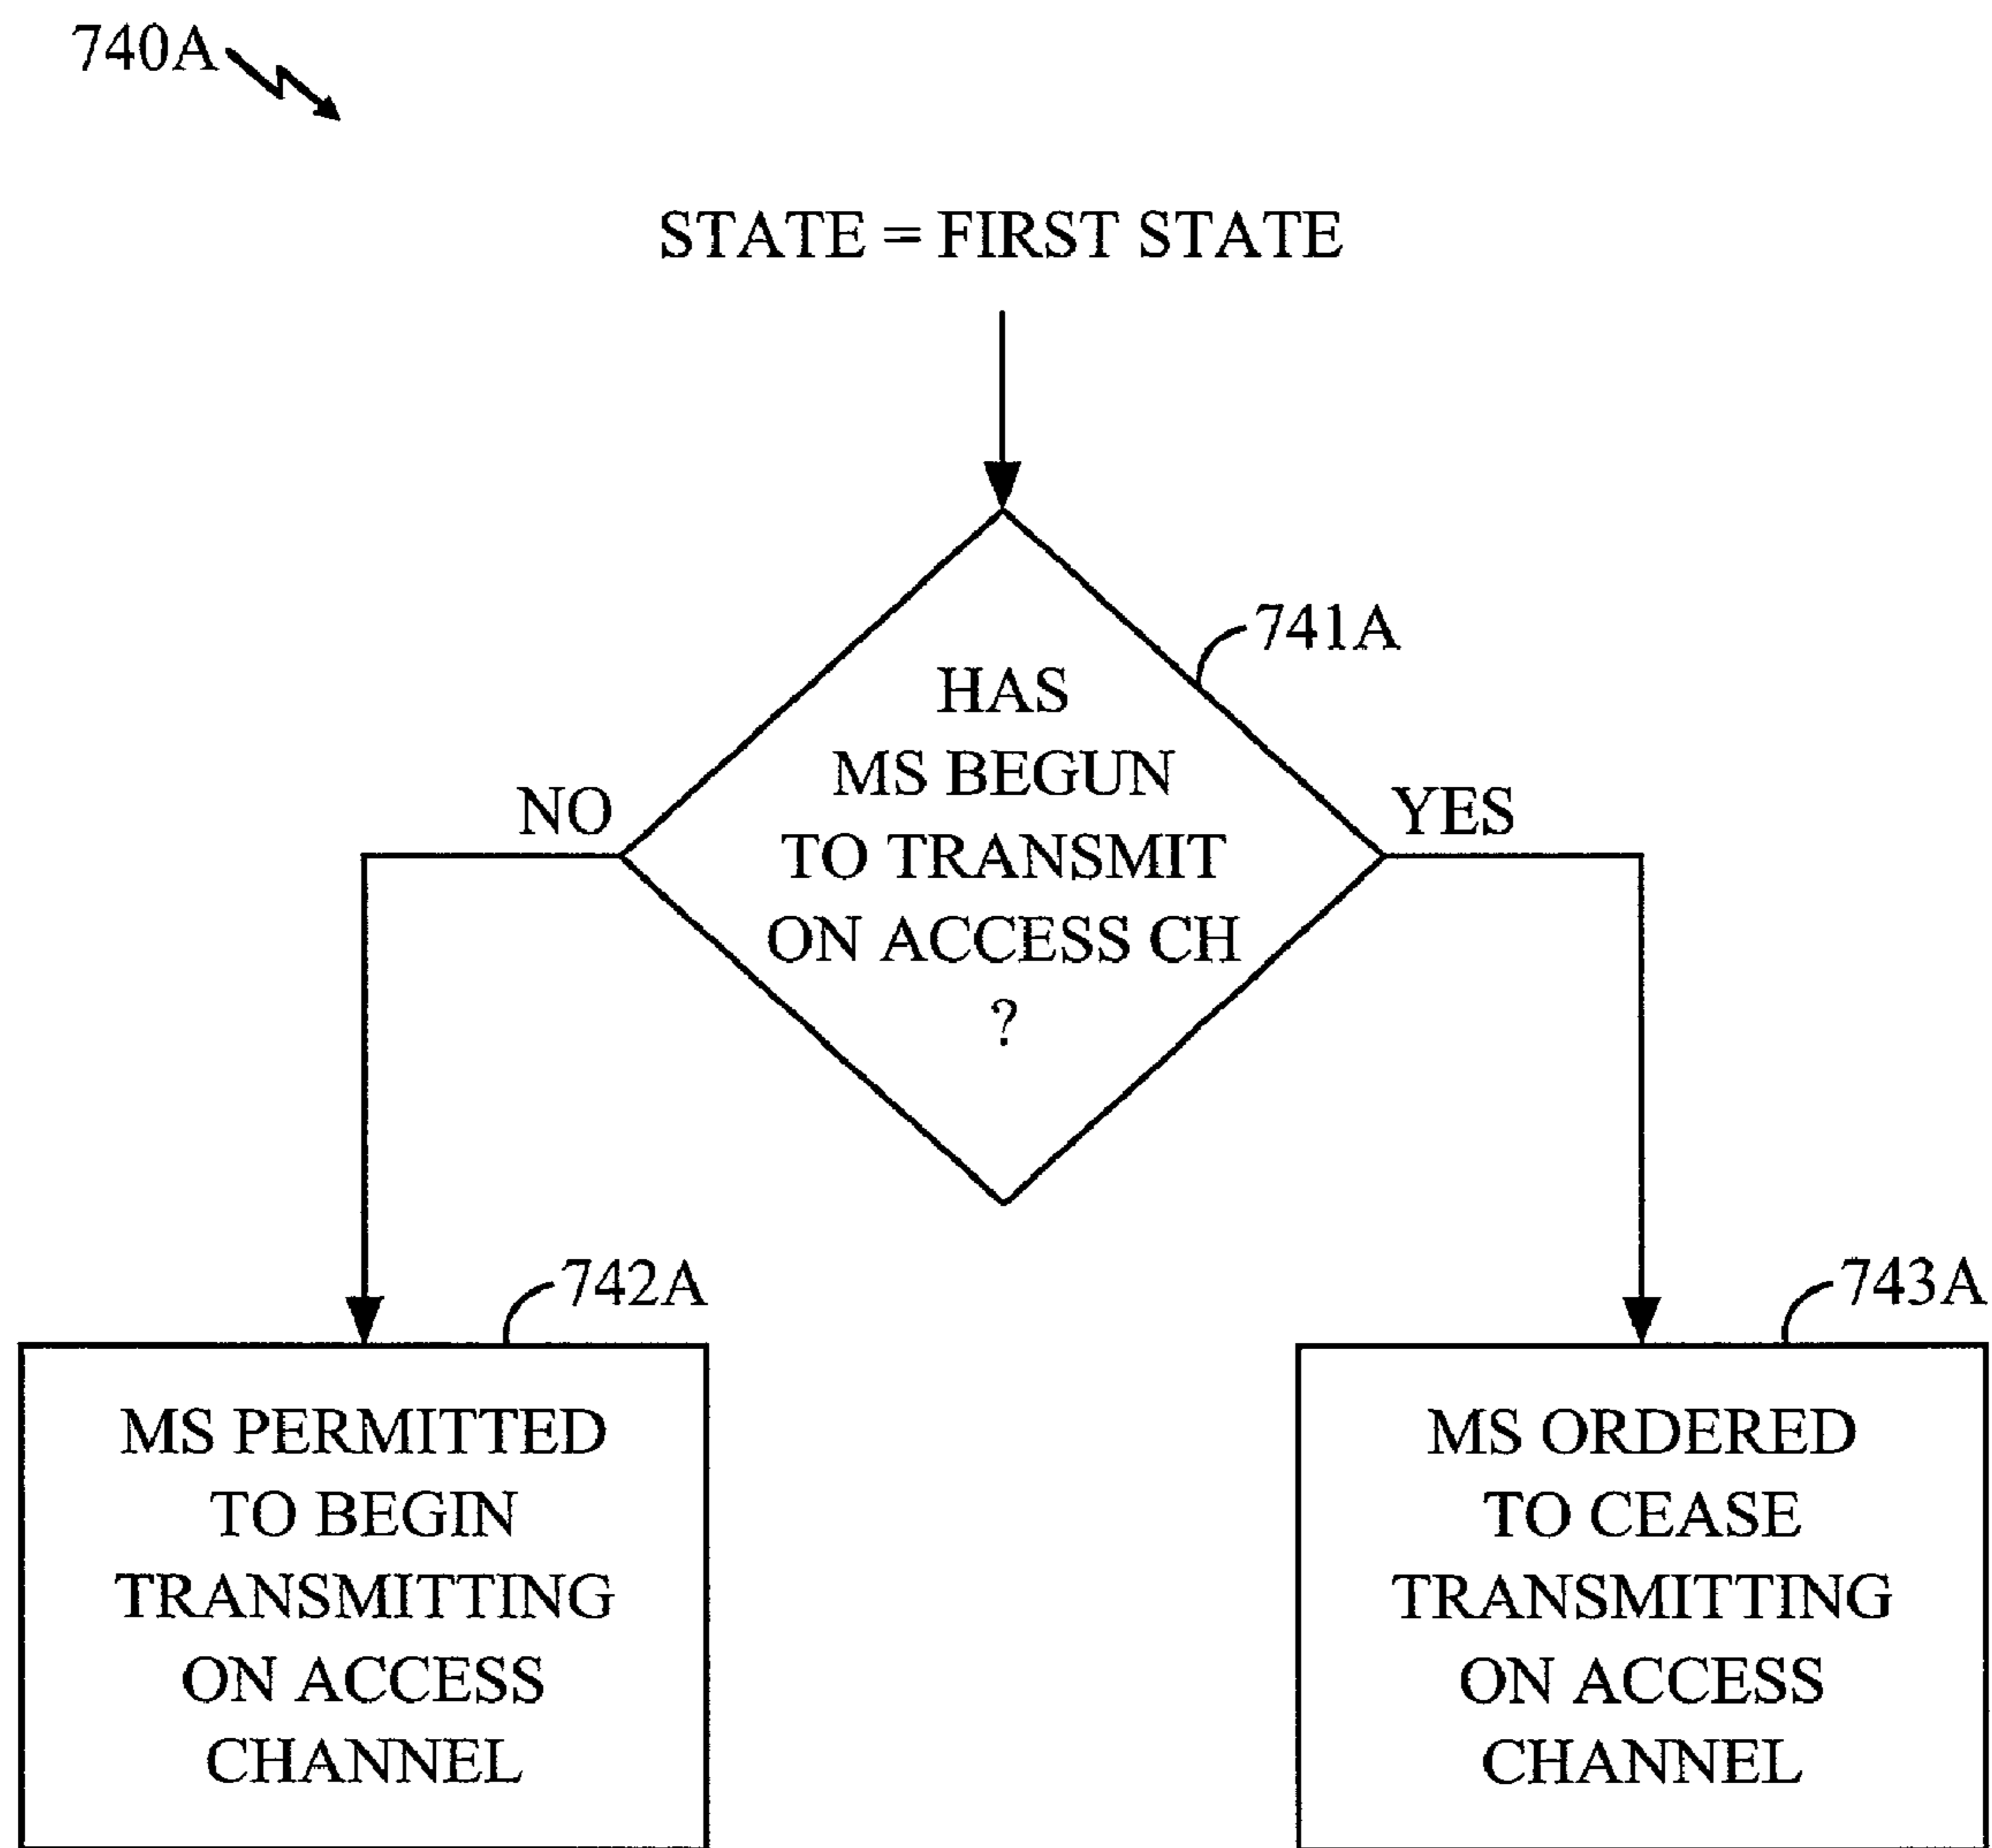 740A
STATE = FIRST STATE
741A
HAS
MS BEGUN
TO TRANSMIT
ON ACCESS CH
?
NO
YES
742A
MS PERMITTED
TO BEGIN
TRANSMITTING
ON ACCESS
CHANNEL
743A
MS ORDERED
TO CEASE
TRANSMITTING
ON ACCESS
CHANNEL